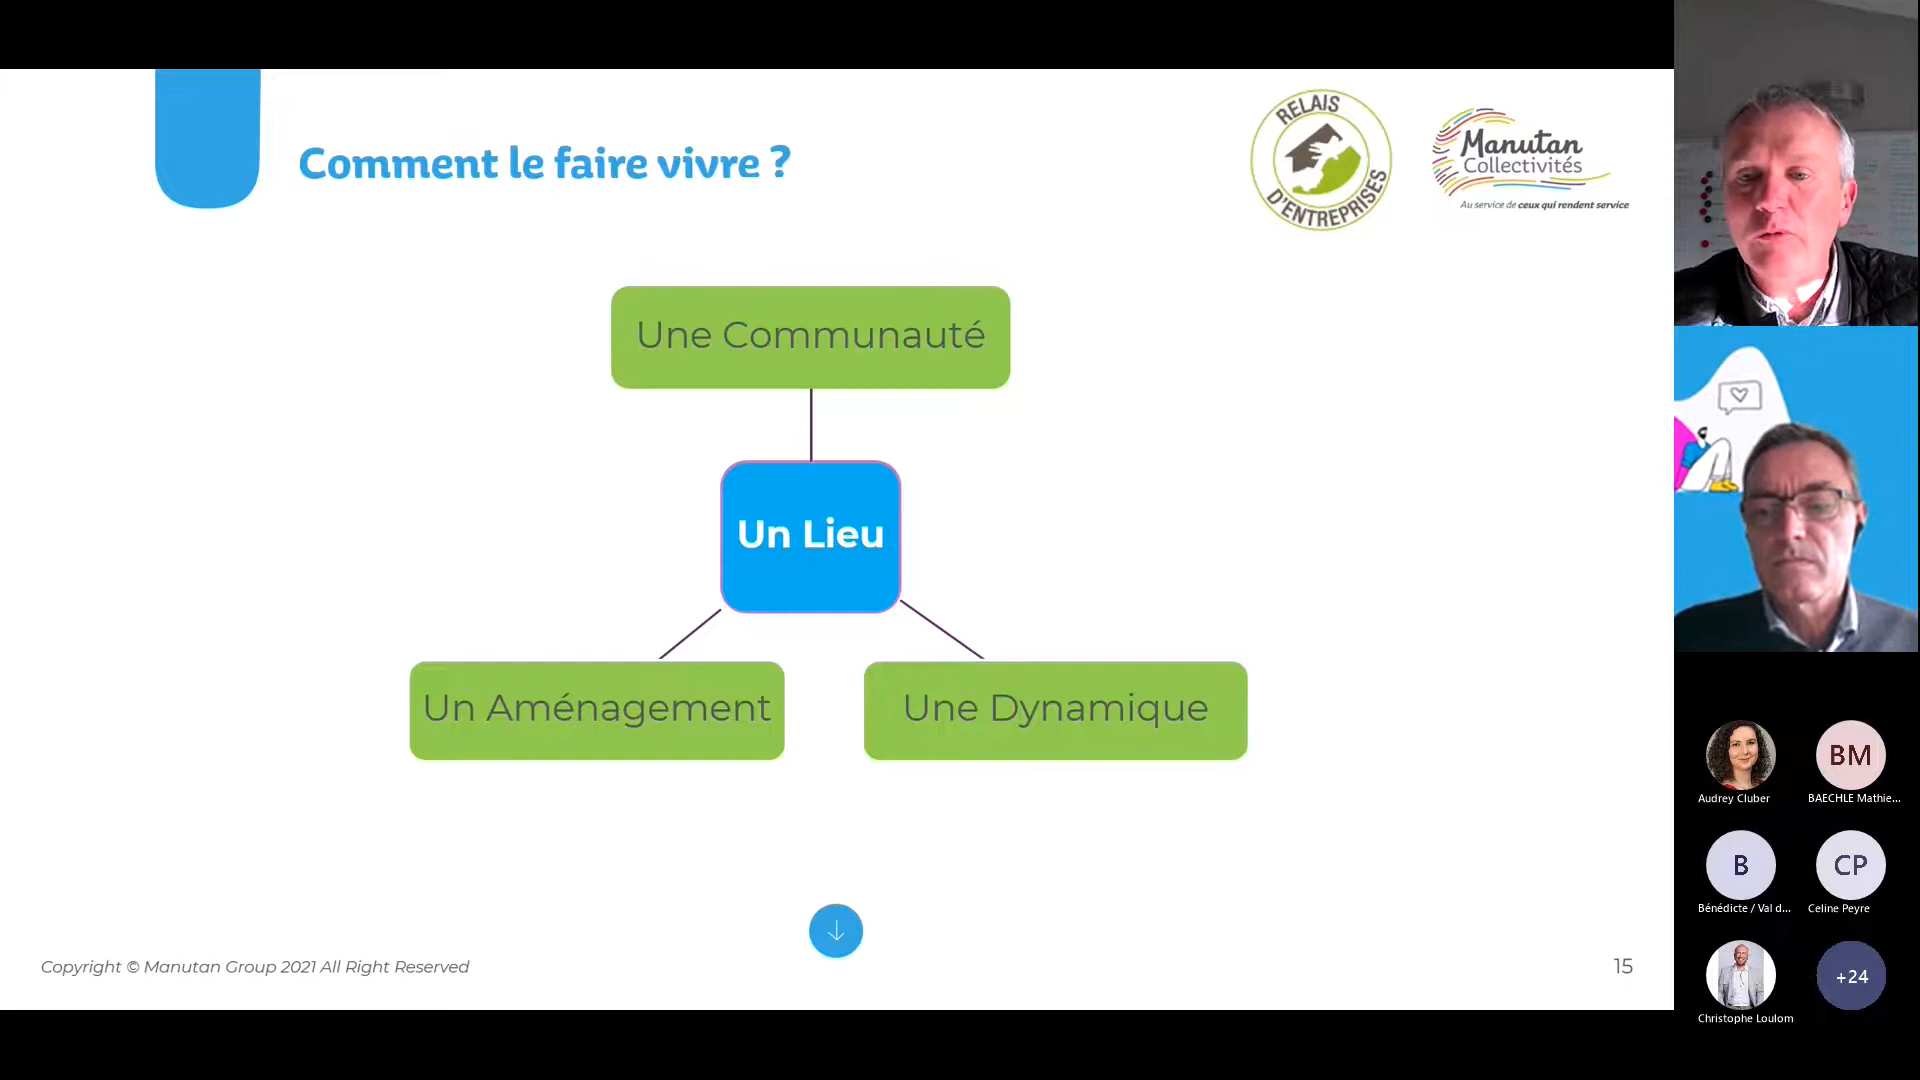 Comment le faire vivre ?
RELAIS
D'ENTREPRISES
Manutan
Collectivités
Au service de ceux qui rendent service
Une Communauté
Un Lieu
Un Aménagement
Une Dynamique
Copyright © Manutan Group 2021 All Right Reserved
15
BM
Audrey Cluber
BAECHLE Mathie...
B
CP
Bénédicte / Val d...
Celine Peyre
+24
Christophe Loulom